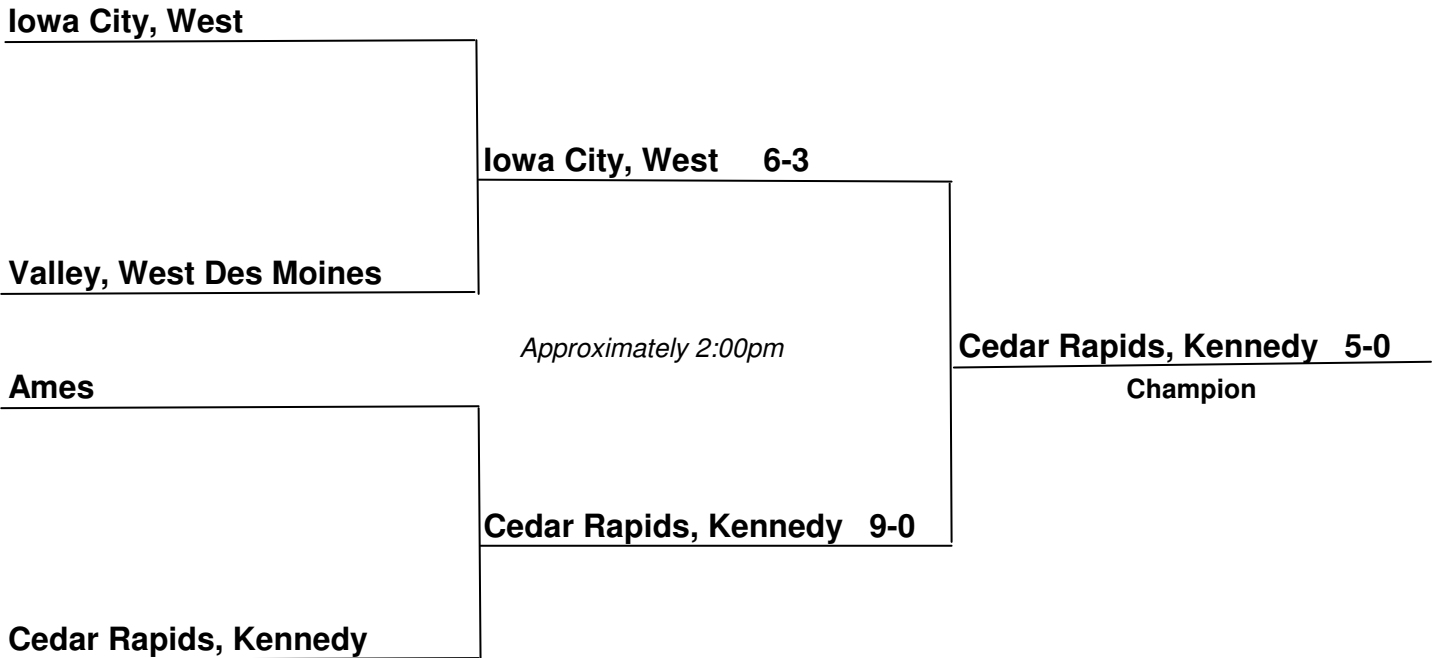 Iowa City, West
Iowa City, West 6-3
Valley, West Des Moines
Approximately 2:00pm
Cedar Rapids, Kennedy 5-0
Champion
Ames
Cedar Rapids, Kennedy 9-0
Cedar Rapids, Kennedy